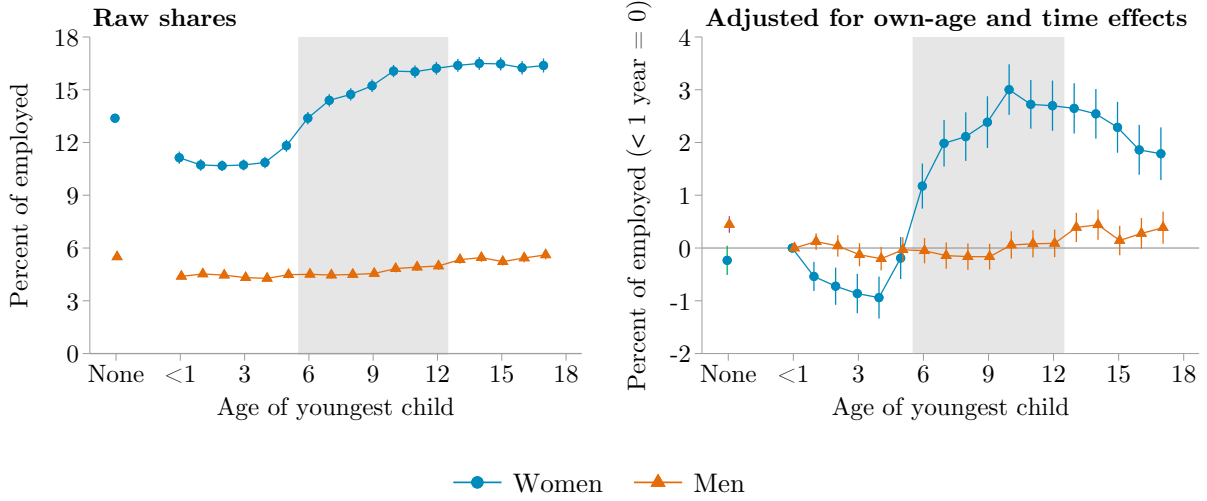 Raw shares
Percent of employed
18
15
12
9
6
3
0
None <1 3 6 9 12 15 18
Age of youngest child
Adjusted for own-age and time effects
Percent of employed (< 1 year = 0)
4
3
2
1
0
-1
-2
None <1 3 6 9 12 15 18
Age of youngest child
Women Men